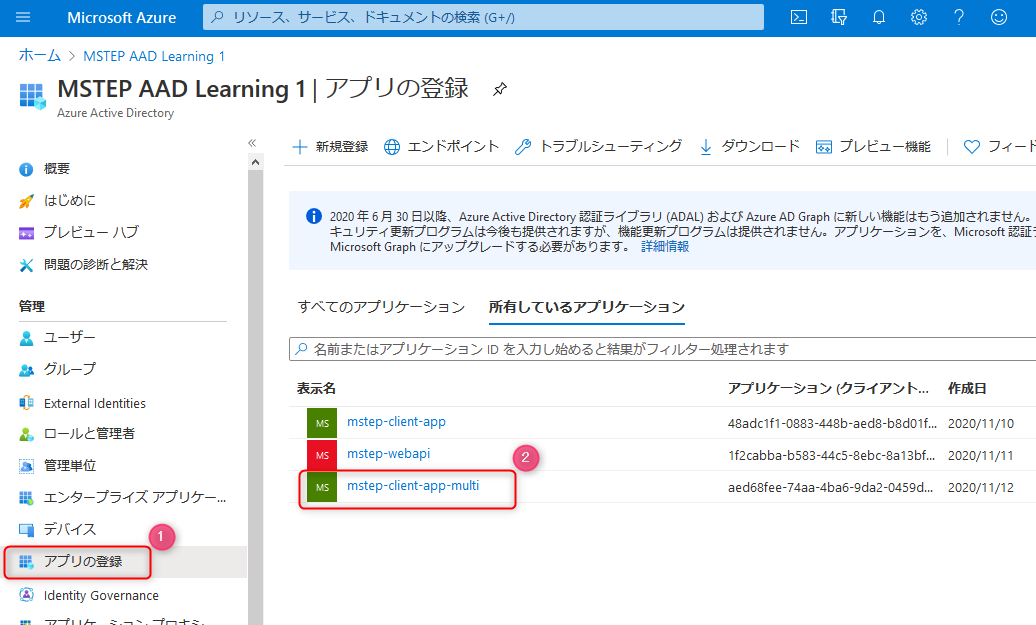 Microsoft Azure
リソース、サービス、ドキュメントの検索 (G+/)
ホーム > MSTEP AAD Learning 1
MSTEP AAD Learning 1 | アプリの登録
Azure Active Directory
概要
はじめに
プレビュー ハブ
問題の診断と解決
管理
ユーザー
グループ
External Identities
ロールと管理者
管理単位
エンタープライズ アプリケー...
デバイス
1
アプリの登録
Identity Governance
アプリケーション プロキシ
新規登録 エンドポイント トラブルシューティング ダウンロード プレビュー機能 フィード
2020 年 6 月 30 日以降、Azure Active Directory 認証ライブラリ (ADAL) および Azure AD Graph に新しい機能はもう追加されません。
キュリティ更新プログラムは今後も提供されますが、機能更新プログラムは提供されません。アプリケーションを、Microsoft 認証
Microsoft Graph にアップグレードする必要があります。 詳細情報
すべてのアプリケーション 所有しているアプリケーション
名前またはアプリケーション ID を入力し始めると結果がフィルター処理されます
表示名 アプリケーション (クライアント... 作成日
MS mstep-client-app 48adc1f1-0883-448b-aed8-b8d01f... 2020/11/10
MS mstep-webapi 1f2cabba-b583-44c5-8ebc-8a13bf... 2020/11/11
2
MS mstep-client-app-multi aed68fee-74aa-4ba6-9da2-0459d... 2020/11/12